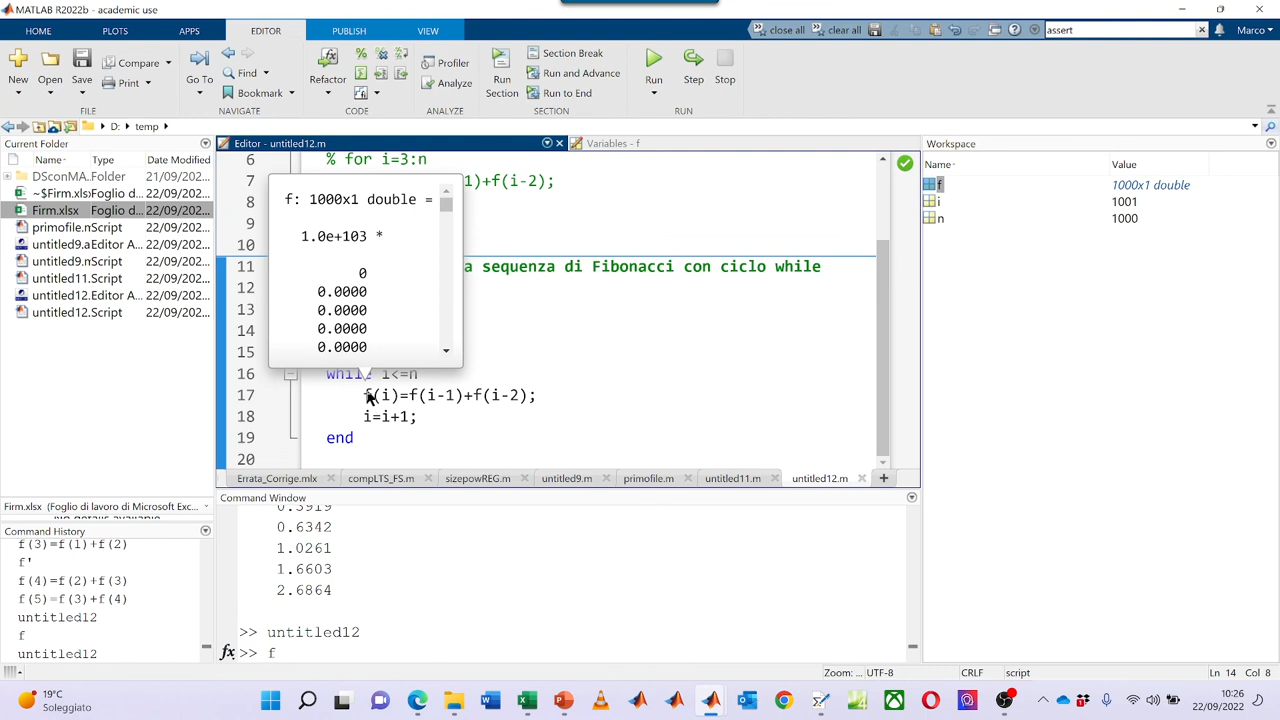 MATLAB R2022b - academic use
HOME PLOTS APPS EDITOR PUBLISH VIEW
close all clear all assert Marco
New Open Save Compare Print
Go To Find Bookmark
Refactor Profiler Analyze
Run Section Section Break Run and Advance Run to End
Run Step Stop
FILE NAVIGATE CODE ANALYZE SECTION RUN
D: temp
Current Folder
Name Type Date Modified
DSconMA... Folder 21/09/202...
~$Firm.xlsx Foglio d... 22/09/202...
Firm.xlsx Foglio d... 22/09/202...
primofile.m Script 22/09/202...
untitled9.a Editor A... 22/09/202...
untitled9.m Script 22/09/202...
untitled11.Script 22/09/202...
untitled12.Editor A... 22/09/202...
untitled12.Script 22/09/202...
Firm.xlsx (Foglio di lavoro di Microsoft Exc...
Command History
f(3)=f(1)+f(2)
f'
f(4)=f(2)+f(3)
f(5)=f(3)+f(4)
untitled12
f
untitled12
Editor - untitled12.m
Variables - f
6 % for i=3:n
7 1)+f(i-2);
8
9
10
11 a sequenza di Fibonacci con ciclo while
12
13
14
15
16 while i<=n
17 f(i)=f(i-1)+f(i-2);
18 i=i+1;
19 end
20
f: 1000x1 double =
1.0e+103 *
0
0.0000
0.0000
0.0000
0.0000
Errata_Corrige.mlx compLTS_FS.m sizepowREG.m untitled9.m primofile.m untitled11.m untitled12.m
Command Window
0.3919
0.6342
1.0261
1.6603
2.6864
>> untitled12
fx >> f
Workspace
Name Value
f 1000x1 double
i 1001
n 1000
Zoom: ... UTF-8 CRLF script Ln 14 Col 8
19°C
Soleggiato
10:26
22/09/2022